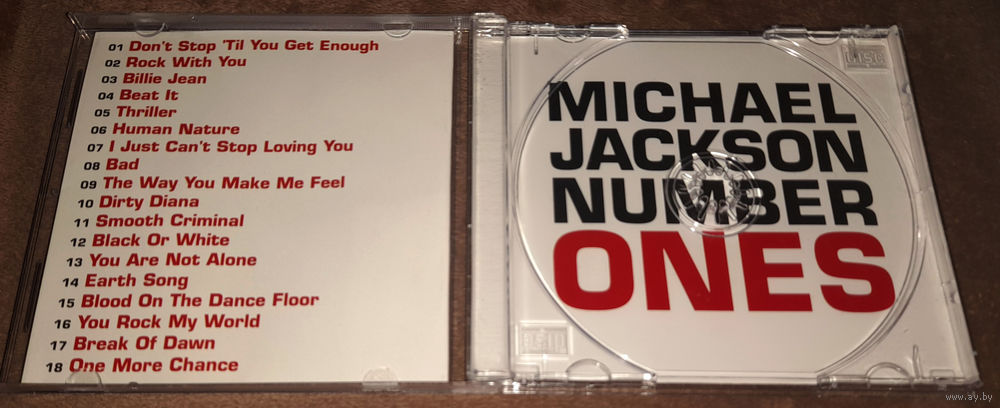 01 Don't Stop 'Til You Get Enough
02 Rock With You
03 Billie Jean
04 Beat It
05 Thriller
06 Human Nature
07 I Just Can't Stop Loving You
08 Bad
09 The Way You Make Me Feel
10 Dirty Diana
11 Smooth Criminal
12 Black Or White
13 You Are Not Alone
14 Earth Song
15 Blood On The Dance Floor
16 You Rock My World
17 Break Of Dawn
18 One More Chance
MICHAEL
JACKSON
NUMBER
ONES
disc
disc
www.ay.by